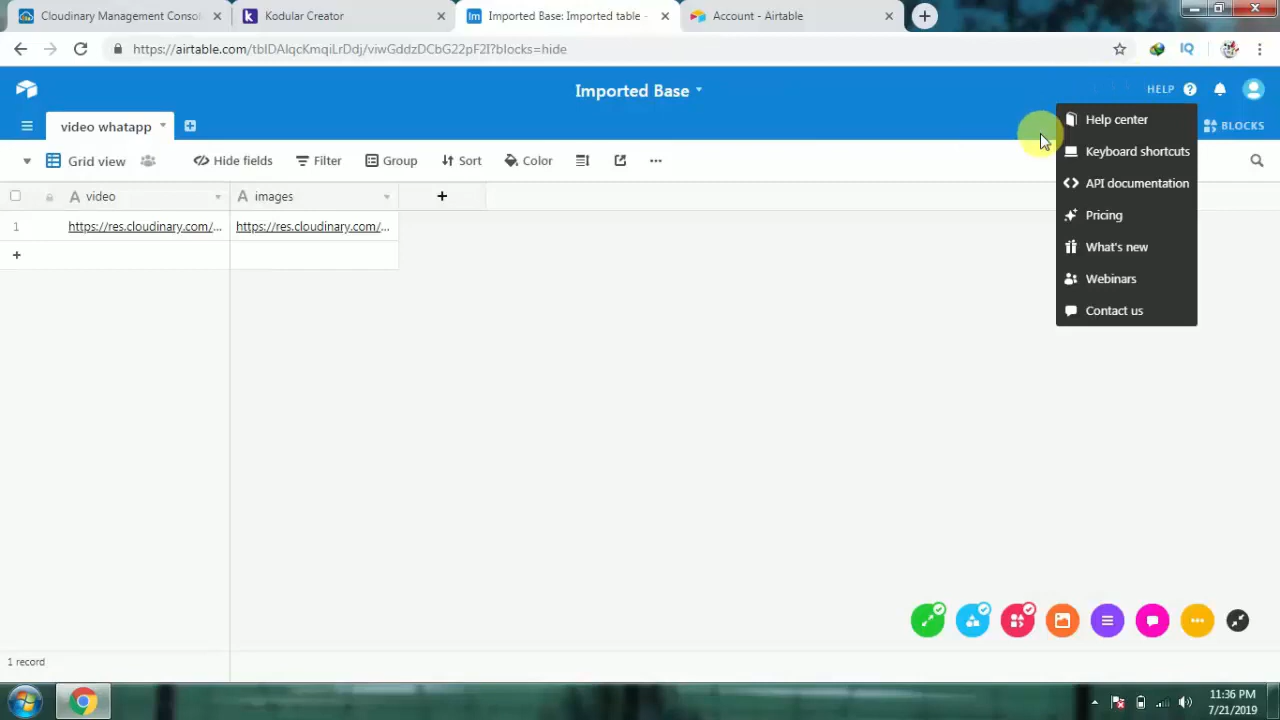 Cloudinary Management Consol
Kodular Creator
Imported Base: Imported table -
Account - Airtable
https://airtable.com/tblDAlqcKmqiLrDdj/viwGddzDCbG22pF2I?blocks=hide
IQ
Imported Base
HELP
video whatapp
BLOCKS
Help center
Keyboard shortcuts
API documentation
Pricing
What's new
Webinars
Contact us
Grid view
Hide fields
Filter
Group
Sort
Color
A video
A images
1 https://res.cloudinary.com/... https://res.cloudinary.com/...
1 record
11:36 PM
7/21/2019